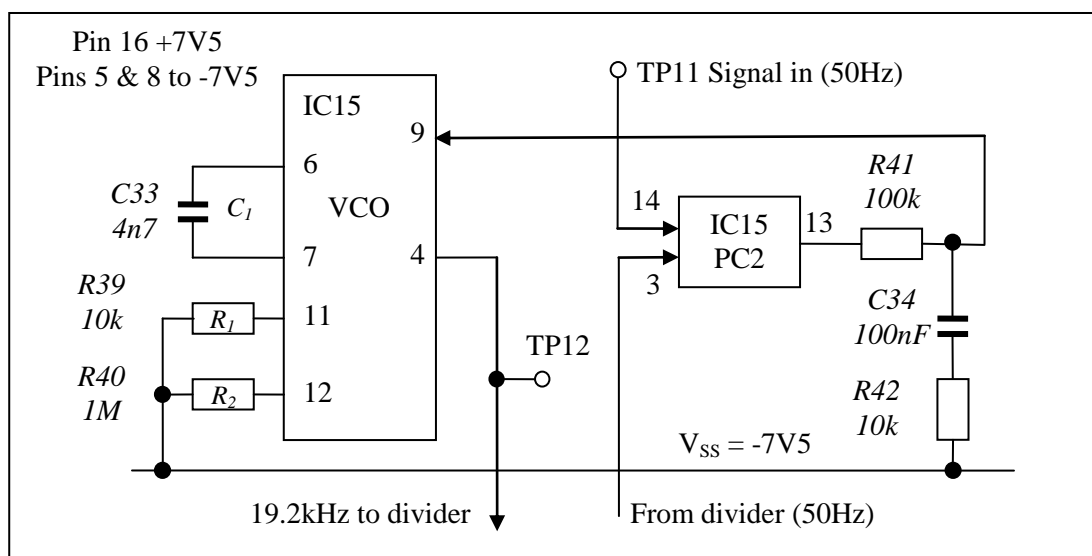 Pin 16 +7V5
Pins 5 & 8 to -7V5
IC15
9
6
C33
4n7
C1
VCO
7
4
R39
10k
R1
11
R40
1M
R2
12
TP12
TP11 Signal in (50Hz)
14
3
IC15
PC2
13
R41
100k
C34
100nF
R42
10k
VSS = -7V5
19.2kHz to divider
From divider (50Hz)